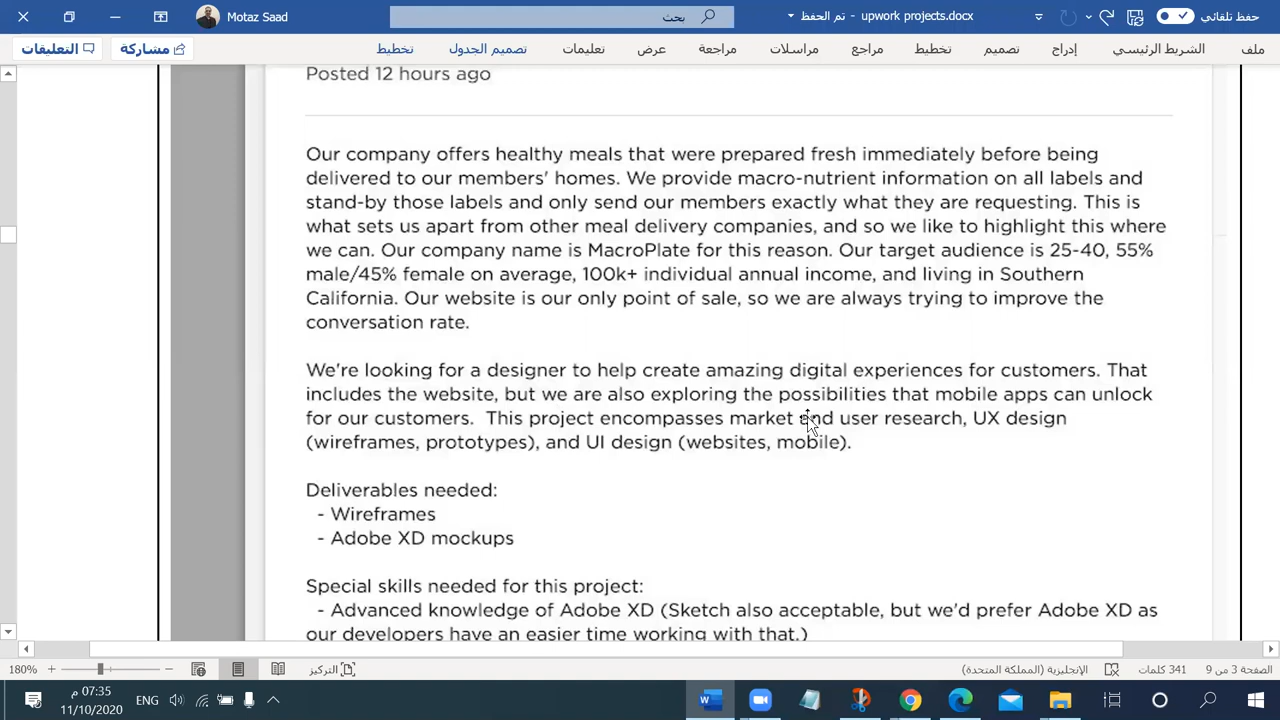 حفظ تلقائي
upwork projects.docx - تم الحفظ
بحث
Motaz Saad
ملف
الشريط الرئيسي
إدراج
تصميم
تخطيط
مراجع
مراسلات
مراجعة
عرض
تعليمات
تصميم الجدول
تخطيط
مشاركة
التعليقات
Posted 12 hours ago
Our company offers healthy meals that were prepared fresh immediately before being
delivered to our members' homes. We provide macro-nutrient information on all labels and
stand-by those labels and only send our members exactly what they are requesting. This is
what sets us apart from other meal delivery companies, and so we like to highlight this where
we can. Our company name is MacroPlate for this reason. Our target audience is 25-40, 55%
male/45% female on average, 100k+ individual annual income, and living in Southern
California. Our website is our only point of sale, so we are always trying to improve the
conversation rate.
We're looking for a designer to help create amazing digital experiences for customers. That
includes the website, but we are also exploring the possibilities that mobile apps can unlock
for our customers. This project encompasses market and user research, UX design
(wireframes, prototypes), and UI design (websites, mobile).
Deliverables needed:
- Wireframes
- Adobe XD mockups
Special skills needed for this project:
- Advanced knowledge of Adobe XD (Sketch also acceptable, but we'd prefer Adobe XD as
our developers have an easier time working with that.)
الصفحة 3 من 9
341 كلمات
الإنجليزية (المملكة المتحدة)
التركيز
180%
ENG
07:35 م
11/10/2020